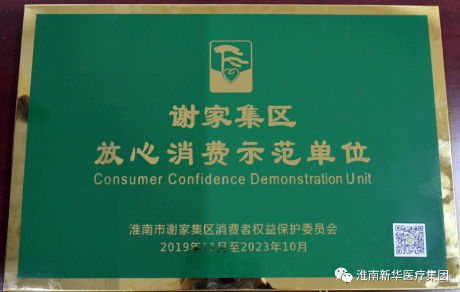 谢家集区
放心消费示范单位
Consumer Confidence Demonstration Unit
淮南市谢家集区消费者权益保护委员会
2019年 月至2023年10月
淮南新华医疗集团